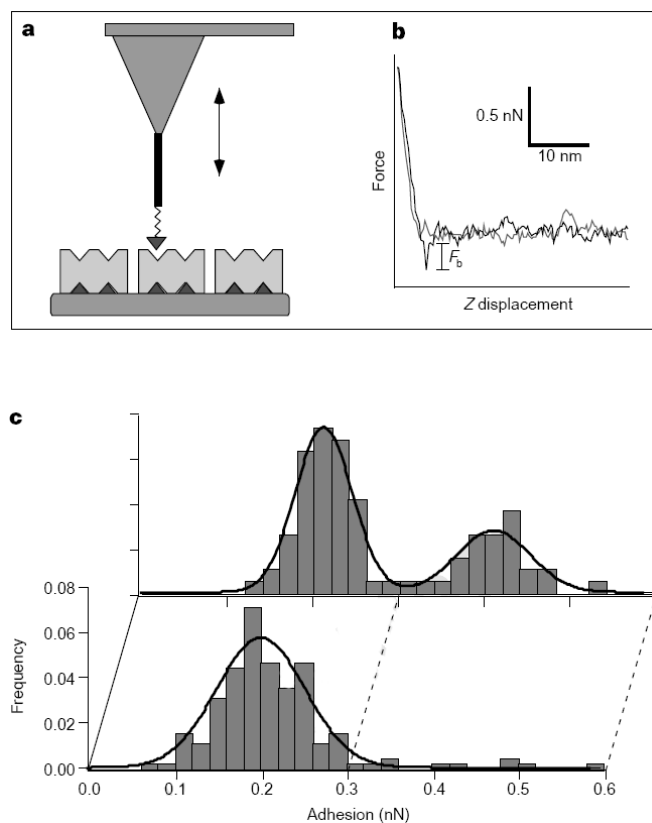 a
b
Force
0.5 nN
10 nm
Fb
Z displacement
c
Frequency
0.08
0.06
0.04
0.02
0.00
0.0 0.1 0.2 0.3 0.4 0.5 0.6
Adhesion (nN)